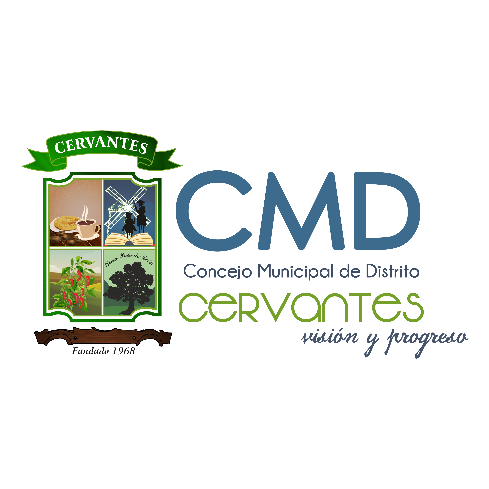 CERVANTES
CMD
Concejo Municipal de Distrito
CERVANTES
visión y progreso
Fundado 1968